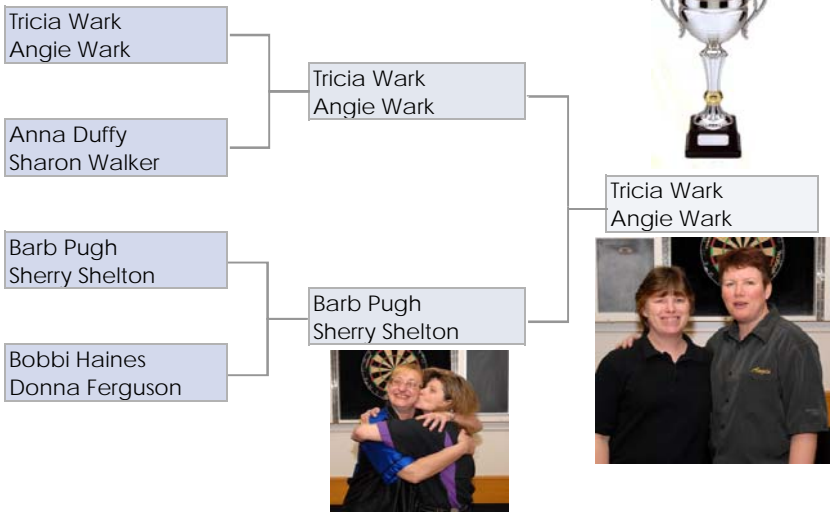 Tricia Wark
Angie Wark
Anna Duffy
Sharon Walker
Barb Pugh
Sherry Shelton
Bobbi Haines
Donna Ferguson
Tricia Wark
Angie Wark
Barb Pugh
Sherry Shelton
Tricia Wark
Angie Wark